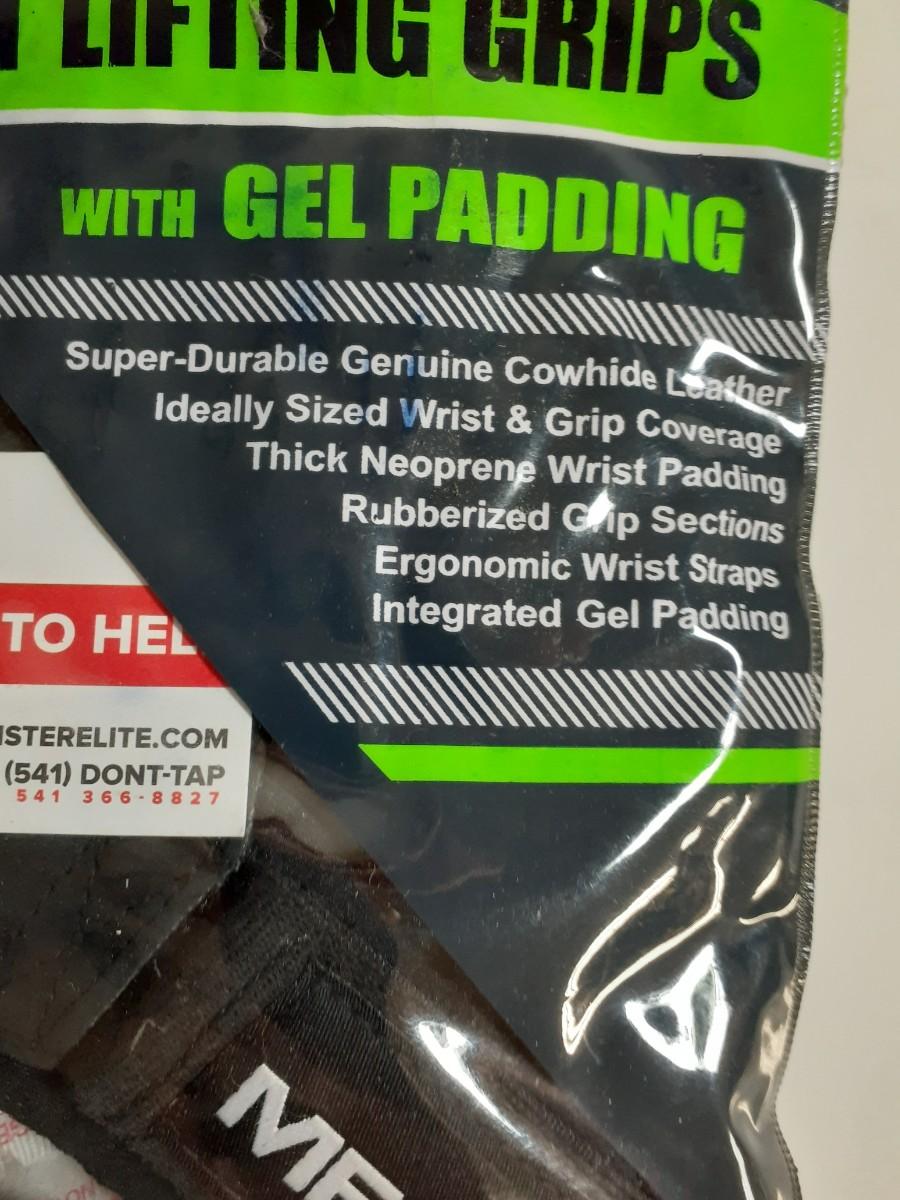 LIFTING GRIPS
WITH GEL PADDING
Super-Durable Genuine Cowhide Leather
Ideally Sized Wrist & Grip Coverage
Thick Neoprene Wrist Padding
Rubberized Grip Sections
Ergonomic Wrist Straps
Integrated Gel Padding
TO HEL
ISTERELITE.COM
(541) DONT-TAP
541 366-8827
ME